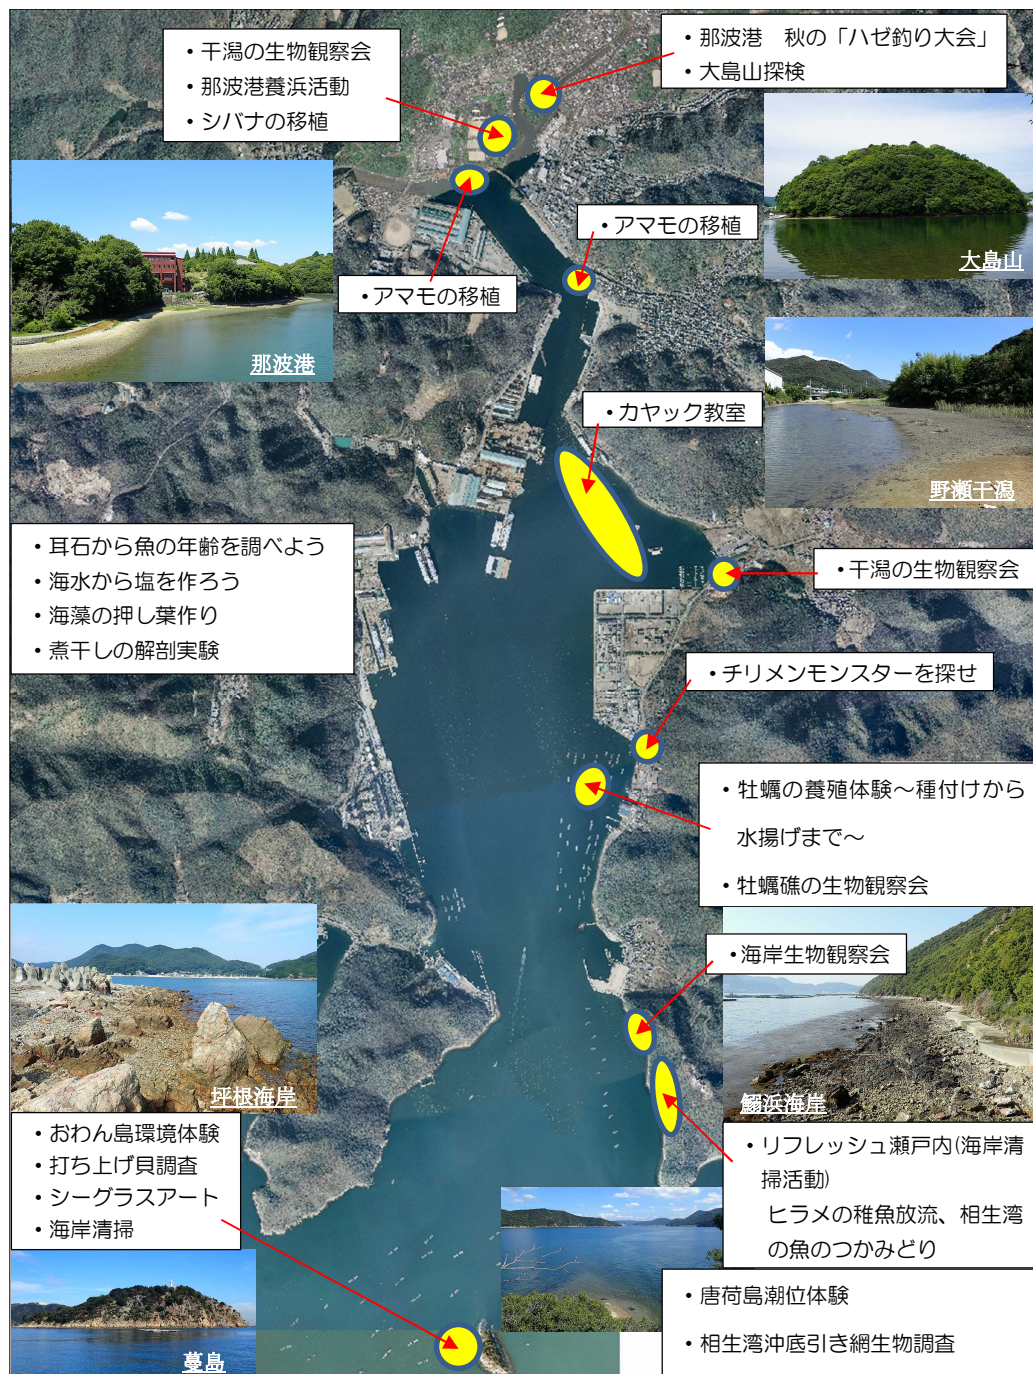 ・干潟の生物観察会
・那波港養浜活動
・シバナの移植
・那波港　秋の「ハゼ釣り大会」
・大島山探検
大島山
・アマモの移植
・アマモの移植
那波港
・カヤック教室
野瀬干潟
・耳石から魚の年齢を調べよう
・海水から塩を作ろう
・海藻の押し葉作り
・煮干しの解剖実験
・干潟の生物観察会
・チリメンモンスターを探せ
・牡蠣の養殖体験～種付けから
水揚げまで～
・牡蠣礁の生物観察会
・海岸生物観察会
坪根海岸
鰯浜海岸
・おわん島環境体験
・打ち上げ貝調査
・シーグラスアート
・海岸清掃
・リフレッシュ瀬戸内(海岸清
掃活動)
ヒラメの稚魚放流、相生湾
の魚のつかみどり
蔓島
・唐荷島潮位体験
・相生湾沖底引き網生物調査